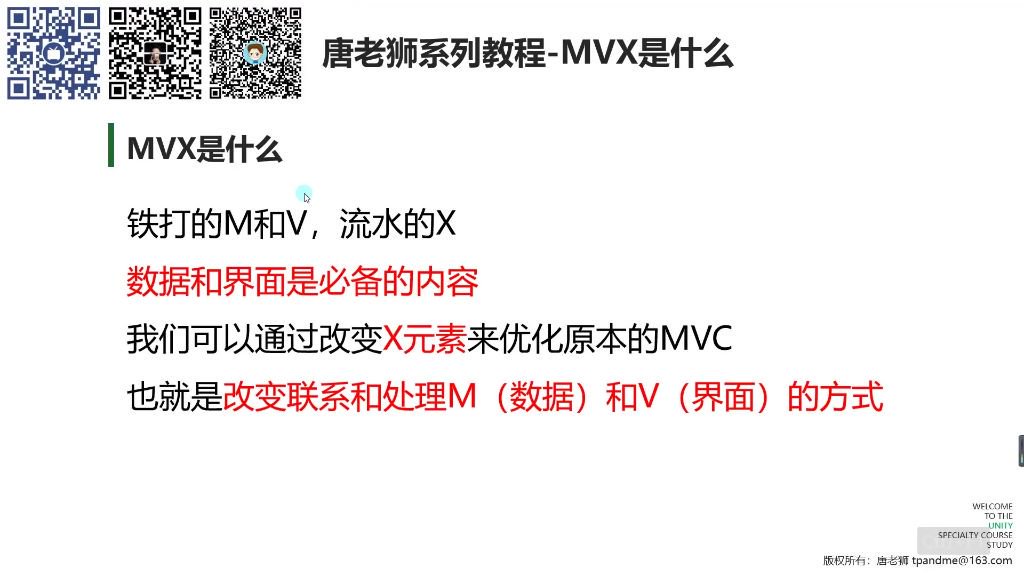 唐老狮系列教程-MVX是什么
MVX是什么
铁打的M和V，流水的X
数据和界面是必备的内容
我们可以通过改变X元素来优化原本的MVC
也就是改变联系和处理M（数据）和V（界面）的方式
WELCOME
TO THE
UNITY
SPECIALTY COURSE
STUDY
版权所有：唐老狮 tpandme@163.com